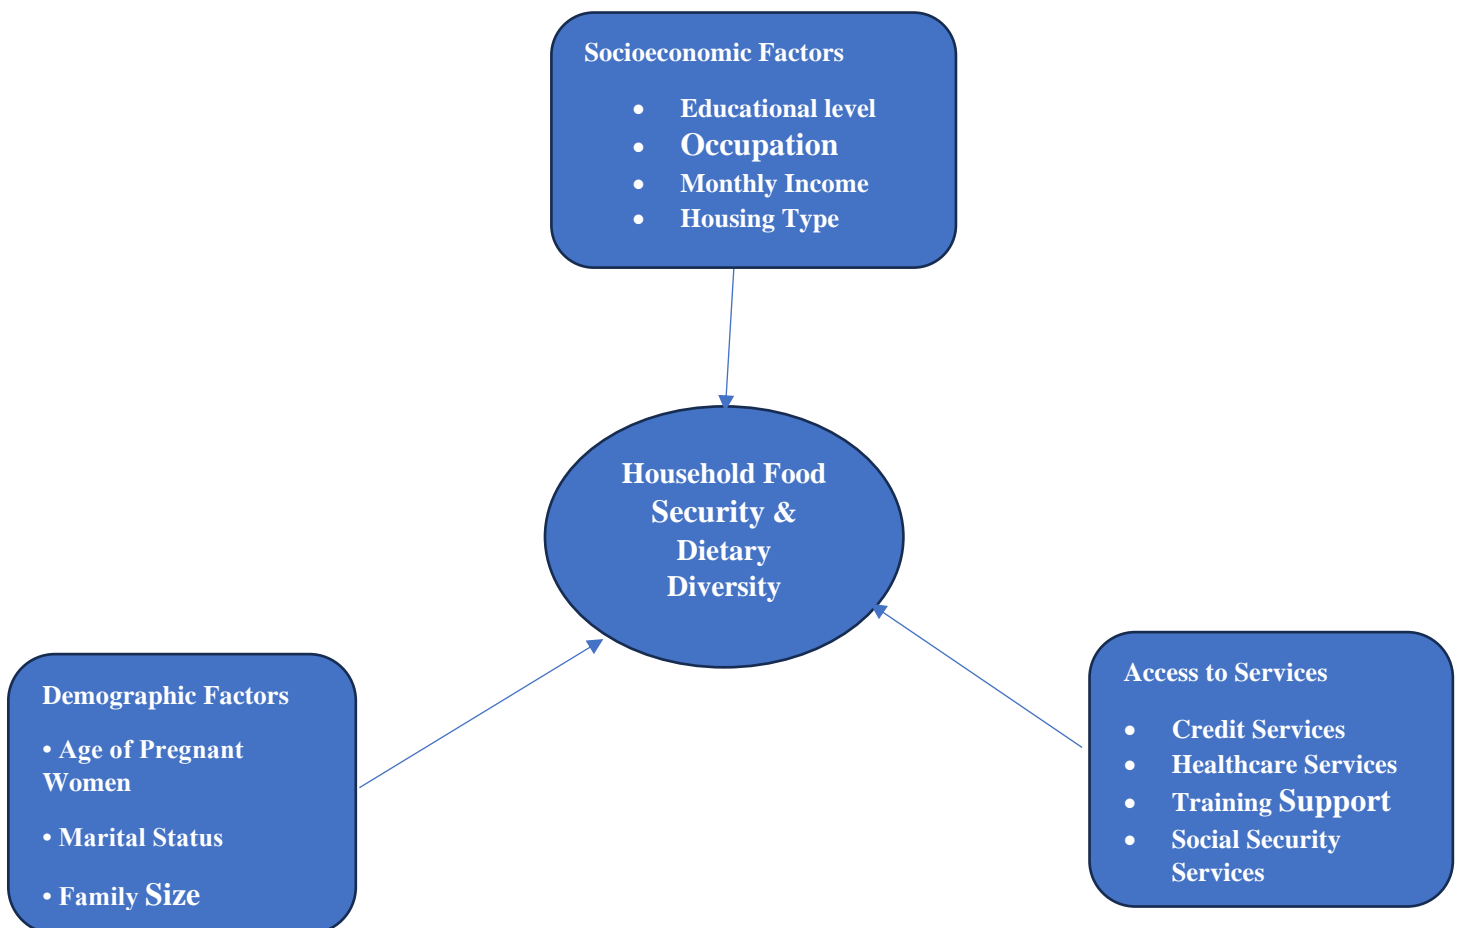 Socioeconomic Factors
• Educational level
• Occupation
• Monthly Income
• Housing Type
Household Food
Security &
Dietary
Diversity
Demographic Factors
• Age of Pregnant
Women
• Marital Status
• Family Size
Access to Services
• Credit Services
• Healthcare Services
• Training Support
• Social Security
Services